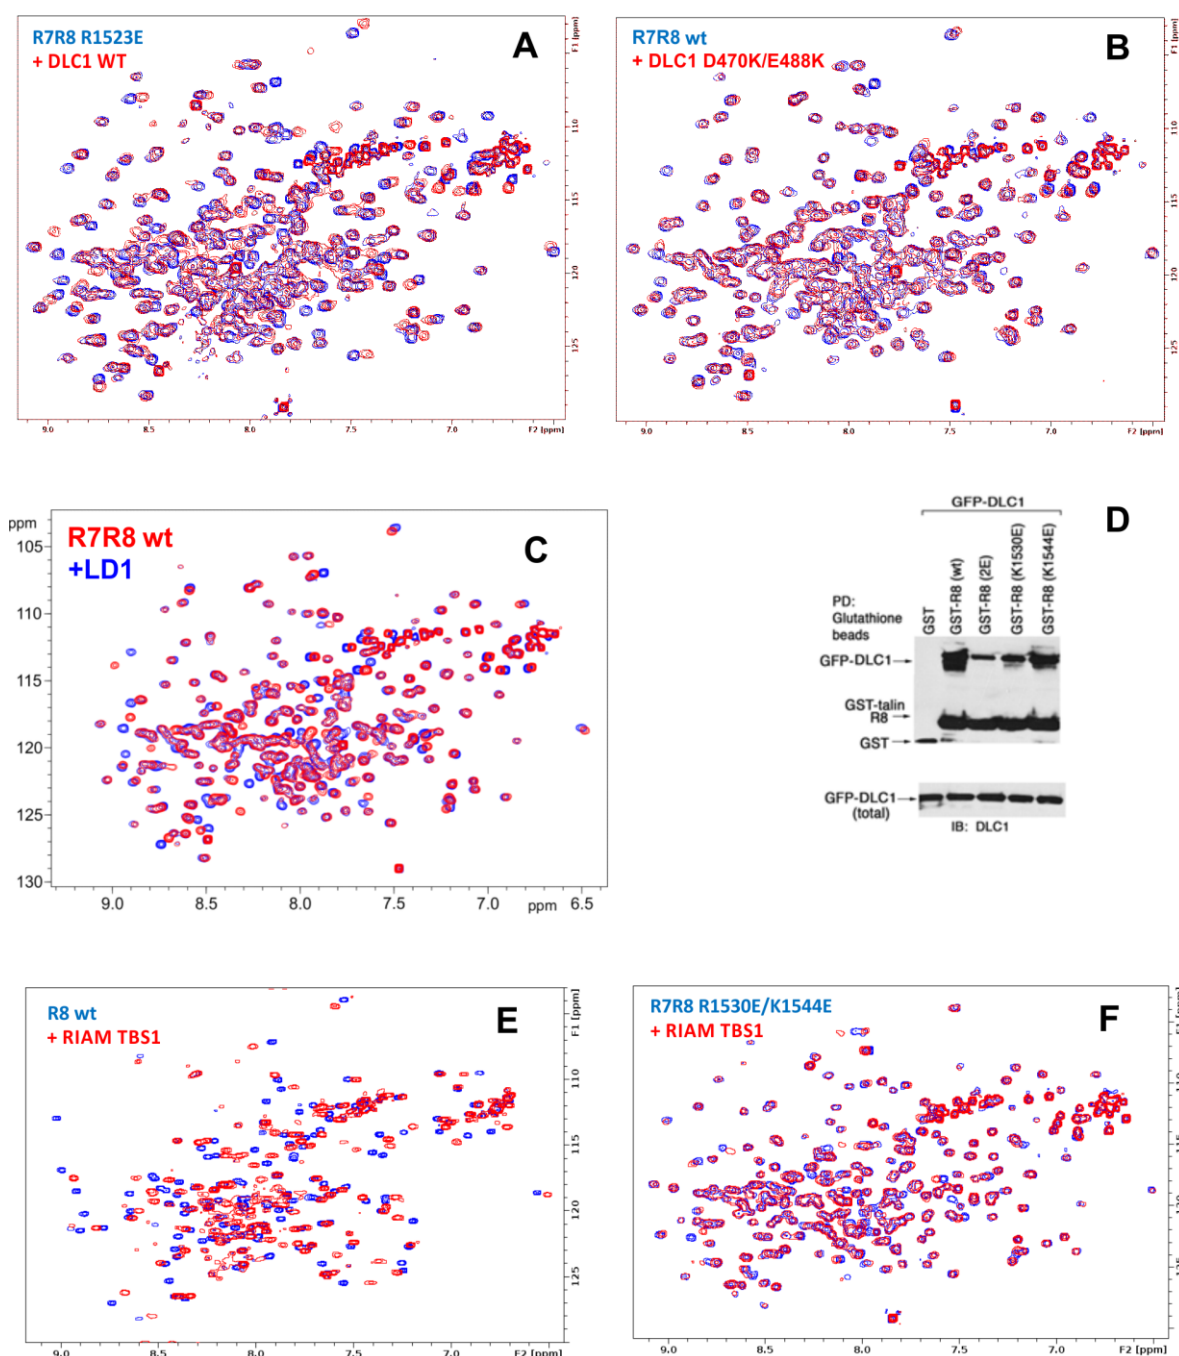 R7R8 R1523E
+ DLC1 WT
A
F1 [ppm]
110
115
120
125
9.0 8.5 8.0 7.5 7.0 F2 [ppm]
R7R8 wt
+ DLC1 D470K/E488K
B
F1 [ppm]
110
115
120
125
9.0 8.5 8.0 7.5 7.0 F2 [ppm]
ppm
R7R8 wt
+LD1
C
105
110
115
120
125
130
9.0 8.5 8.0 7.5 ppm 7.0 6.5
D
GFP-DLC1
PD:
Glutathione
beads
GST
GST-R8 (wt)
GST-R8 (2E)
GST-R8 (K1530E)
GST-R8 (K1544E)
GFP-DLC1
GST-talin
R8
GST
GFP-DLC1
(total)
IB: DLC1
R8 wt
+ RIAM TBS1
E
F1 [ppm]
110
115
120
125
9.0 8.5 8.0 7.5 7.0 F2 [ppm]
R7R8 R1530E/K1544E
+ RIAM TBS1
F
F1 [ppm]
110
115
120
125
9.0 8.5 8.0 7.5 7.0 F2 [ppm]